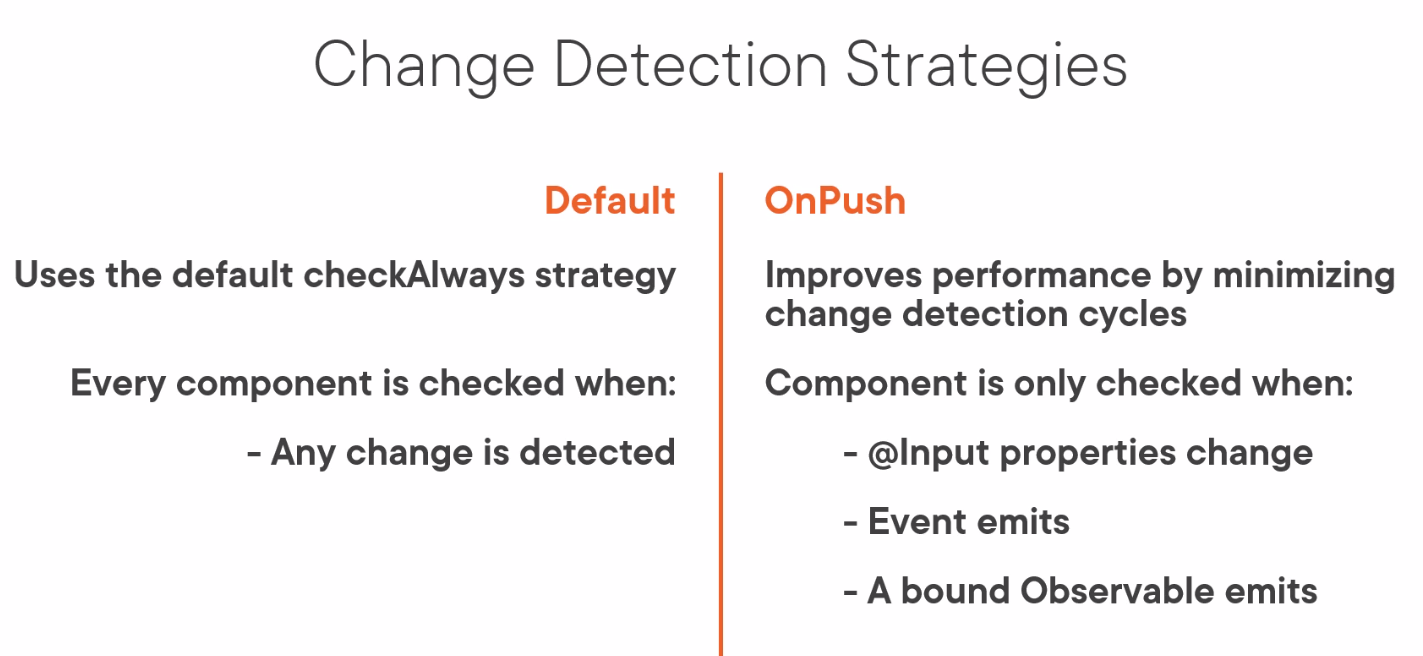 Change Detection Strategies
Default
Uses the default checkAlways strategy
Every component is checked when:
- Any change is detected
OnPush
Improves performance by minimizing
change detection cycles
Component is only checked when:
- @Input properties change
- Event emits
- A bound Observable emits